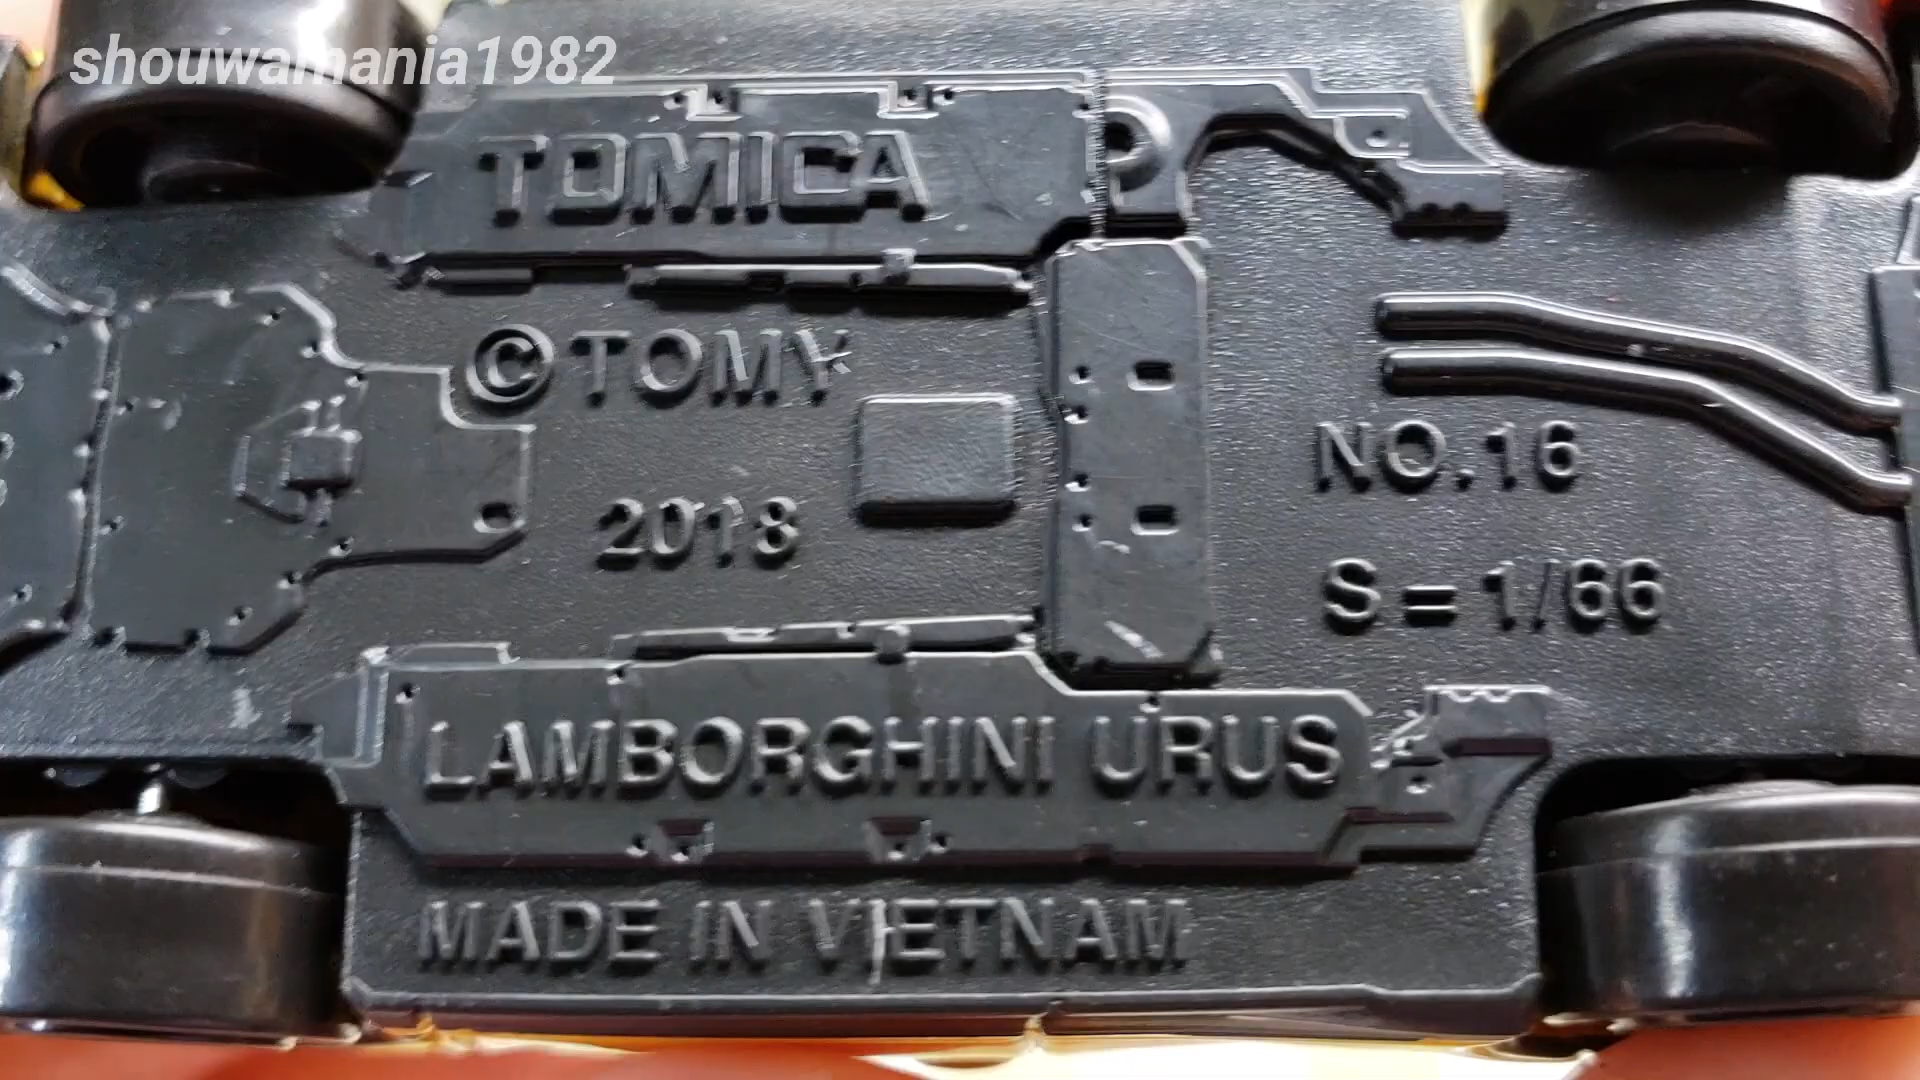 shouwamania1982
TOMICA
©TOMY
2018
NO.16
S=1/66
LAMBORGHINI URUS
MADE IN VIETNAM